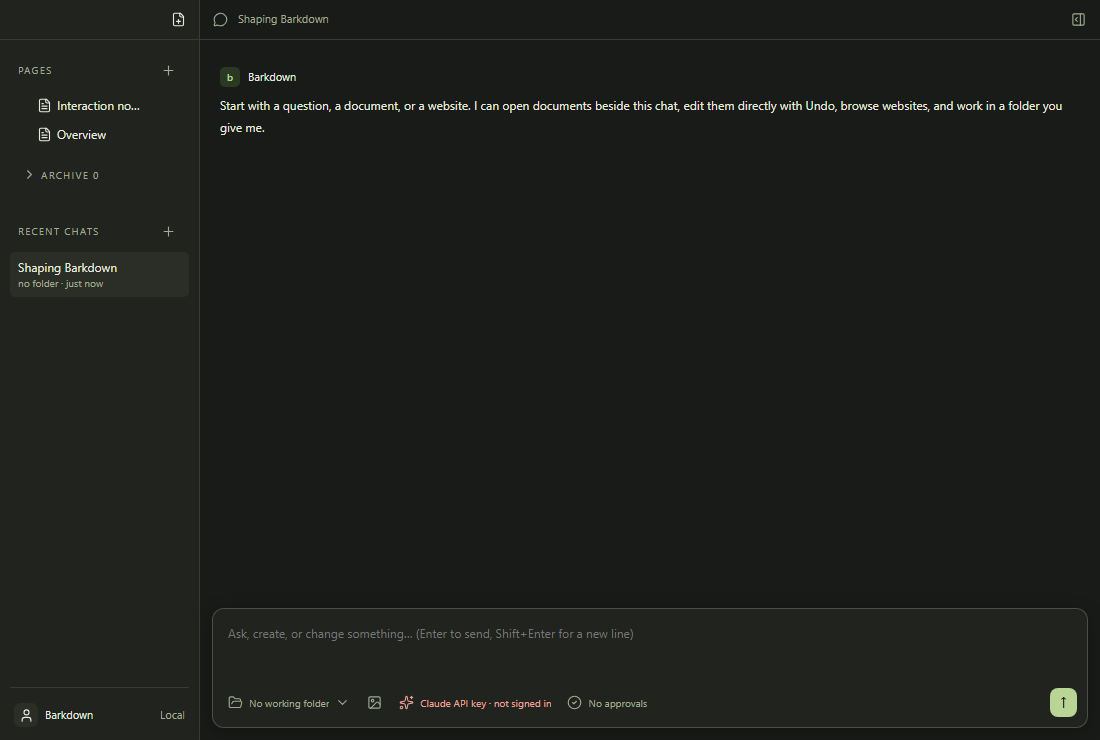 Shaping Barkdown
PAGES
Interaction no...
Overview
ARCHIVE 0
RECENT CHATS
Shaping Barkdown
no folder · just now
Barkdown
Local
b Barkdown
Start with a question, a document, or a website. I can open documents beside this chat, edit them directly with Undo, browse websites, and work in a folder you
give me.
Ask, create, or change something... (Enter to send, Shift+Enter for a new line)
No working folder
Claude API key · not signed in
No approvals